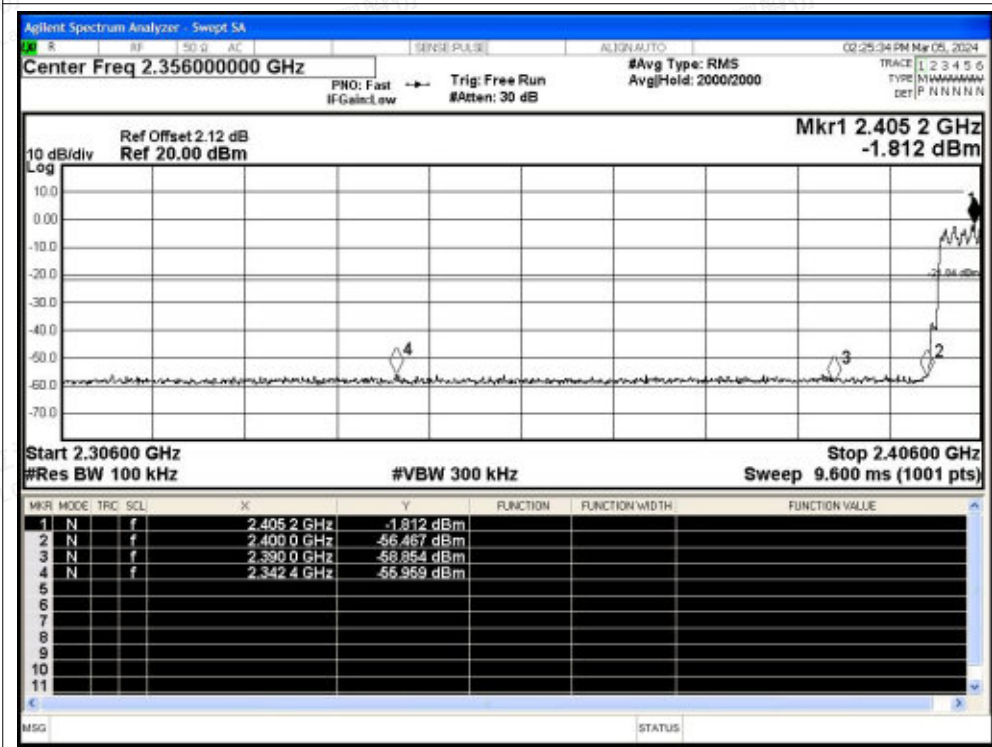 Agilent Spectrum Analyzer - Swept SA
R RF 50 Ω AC SENSE:PULSE ALIGN AUTO 02:25:34 PM Mar 05, 2024
Center Freq 2.356000000 GHz #Avg Type: RMS TRACE 1 2 3 4 5 6
PNO: Fast Trig: Free Run Avg|Hold: 2000/2000 TYPE M WWWWW
IFGain:Low #Atten: 30 dB DET P N N N N N
Mkr1 2.405 2 GHz
Ref Offset 2.12 dB
10 dB/div Ref 20.00 dBm -1.812 dBm
Log
10.0
0.00
-10.0
-20.0
-30.0
-40.0
-50.0
-60.0
-70.0
4
3
2
Start 2.30600 GHz Stop 2.40600 GHz
#Res BW 100 kHz #VBW 300 kHz Sweep 9.600 ms (1001 pts)
MKR MODE TRC SCL X Y FUNCTION FUNCTION WIDTH FUNCTION VALUE
1 N f 2.405 2 GHz -1.812 dBm
2 N f 2.400 0 GHz -56.467 dBm
3 N f 2.390 0 GHz -58.854 dBm
4 N f 2.342 4 GHz -55.959 dBm
5
6
7
8
9
10
11
MSG STATUS